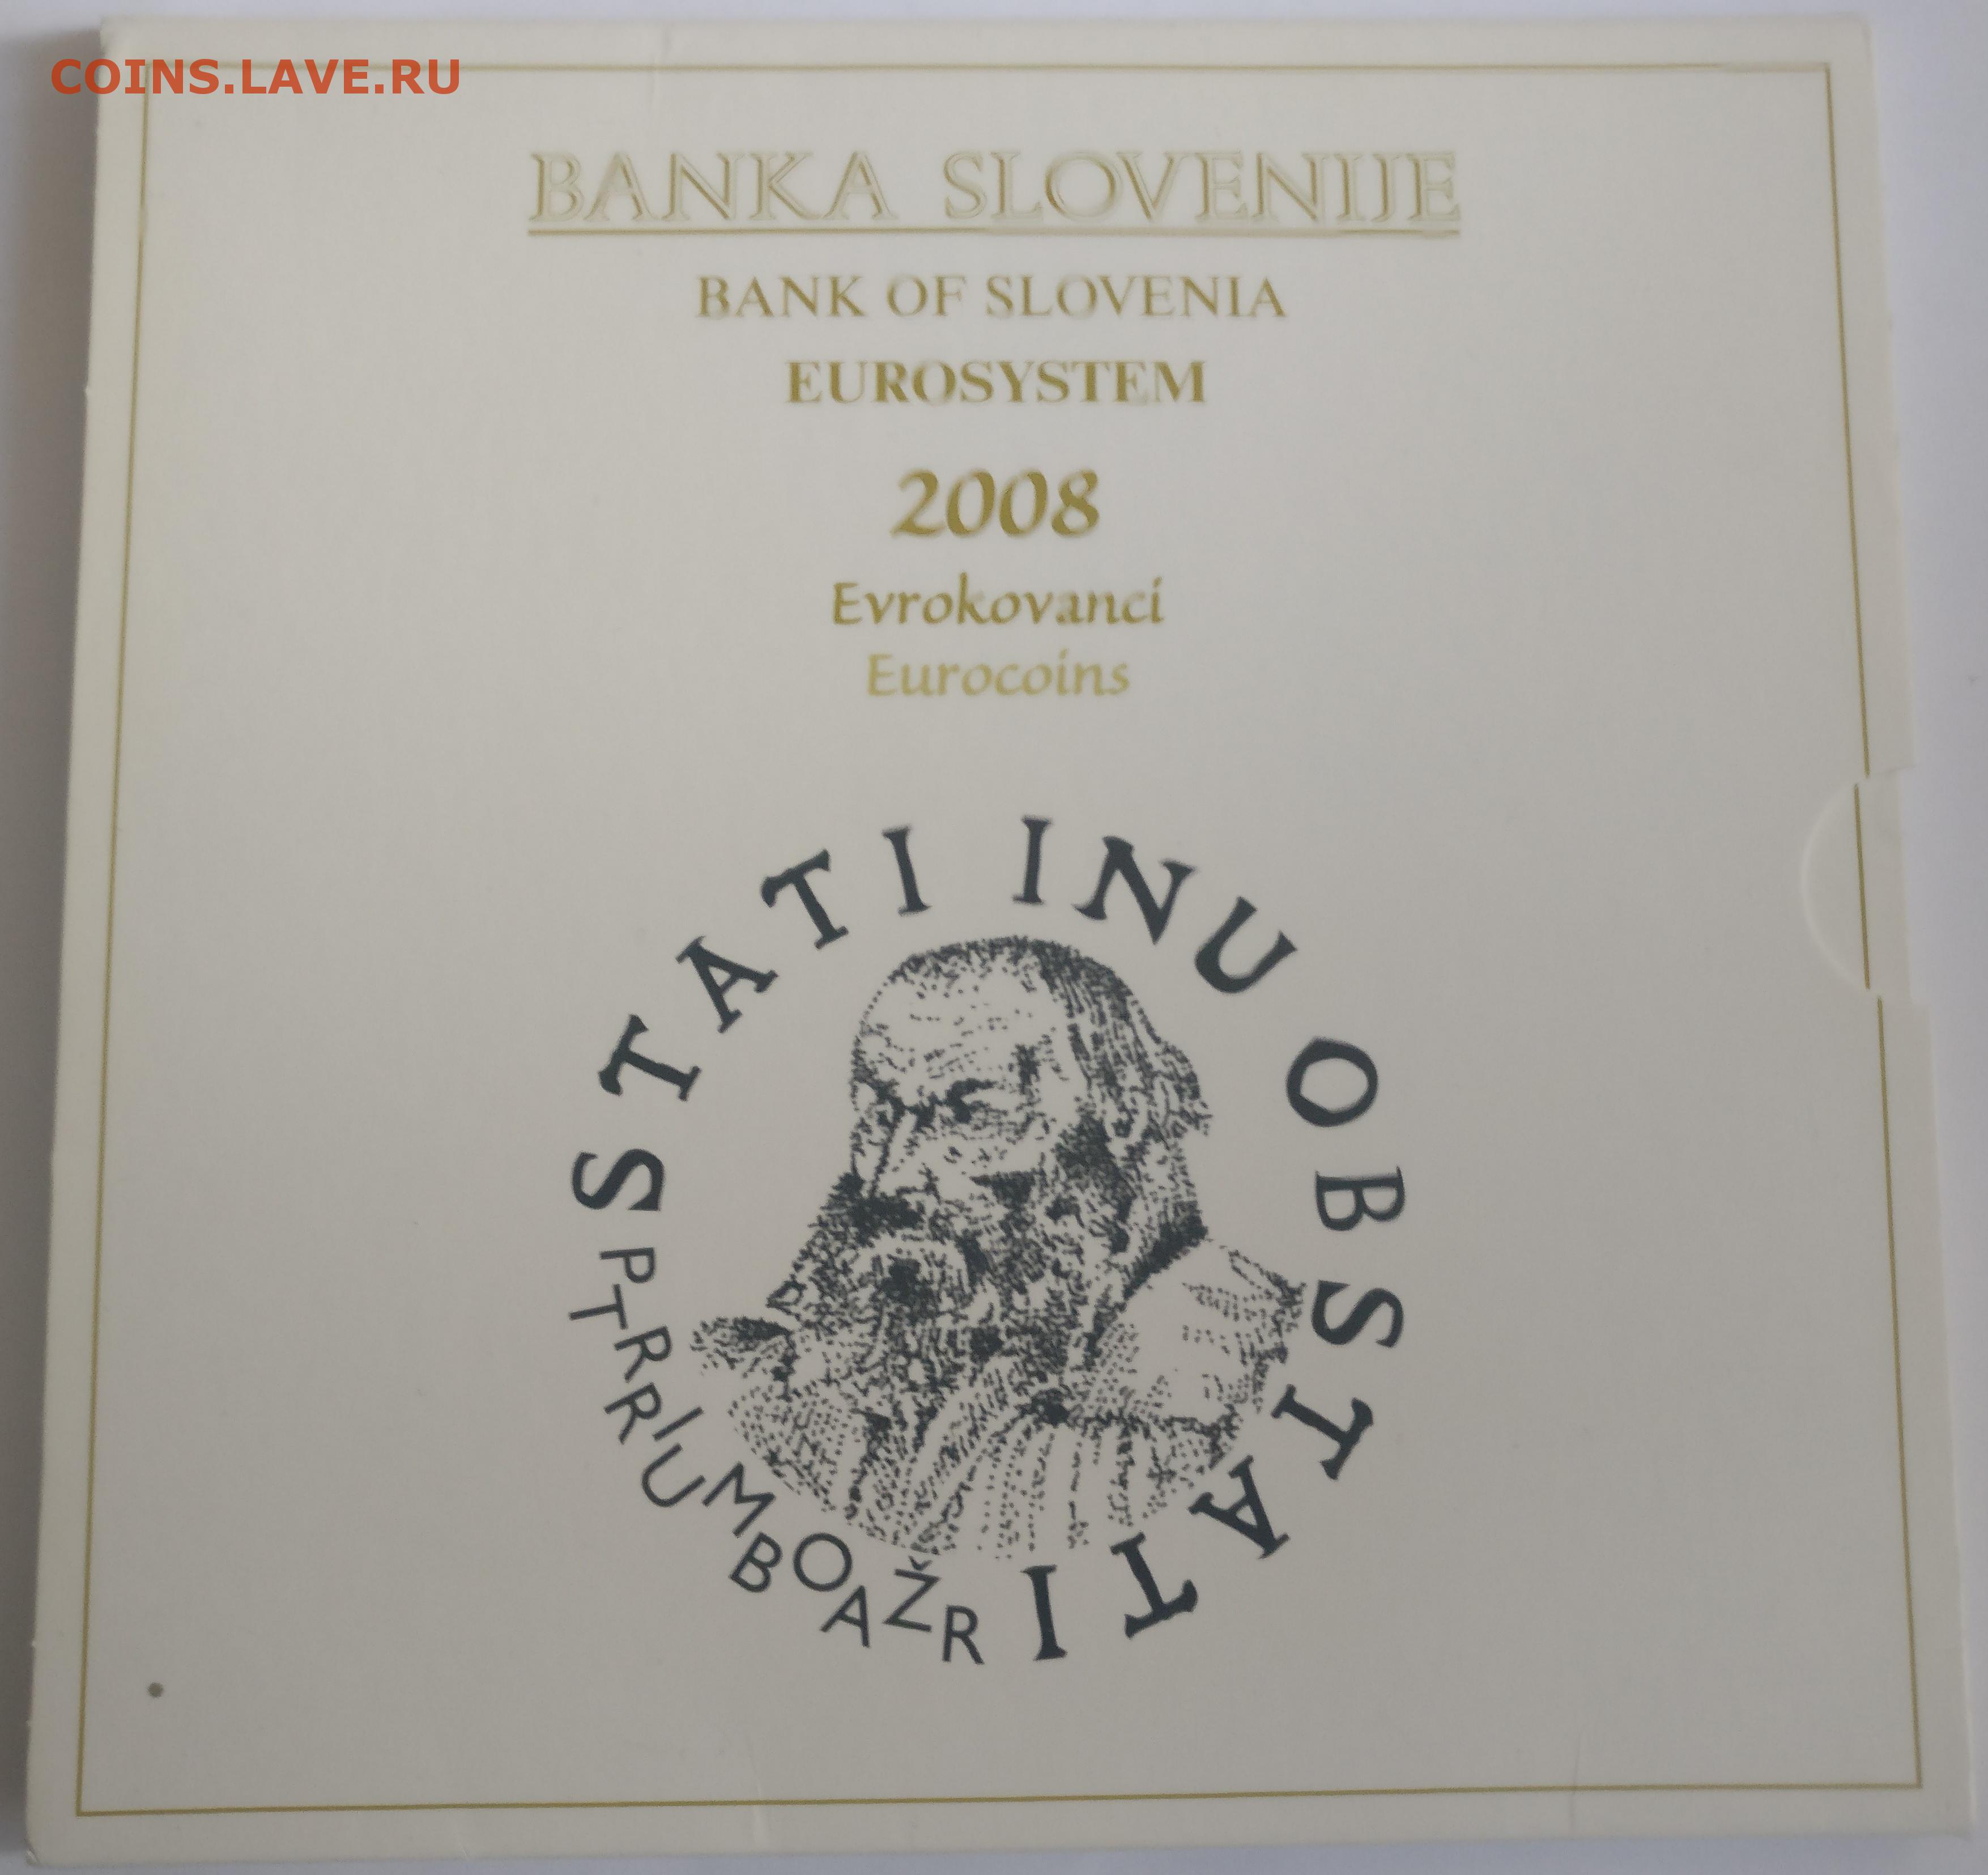 COINS.LAVE.RU
BANKA SLOVENIJE
BANK OF SLOVENIA
EUROSYSTEM
2008
Evrokovanci
Eurocoins
STATI INU OBSTATI
PRIMOŽ
TRUBAR